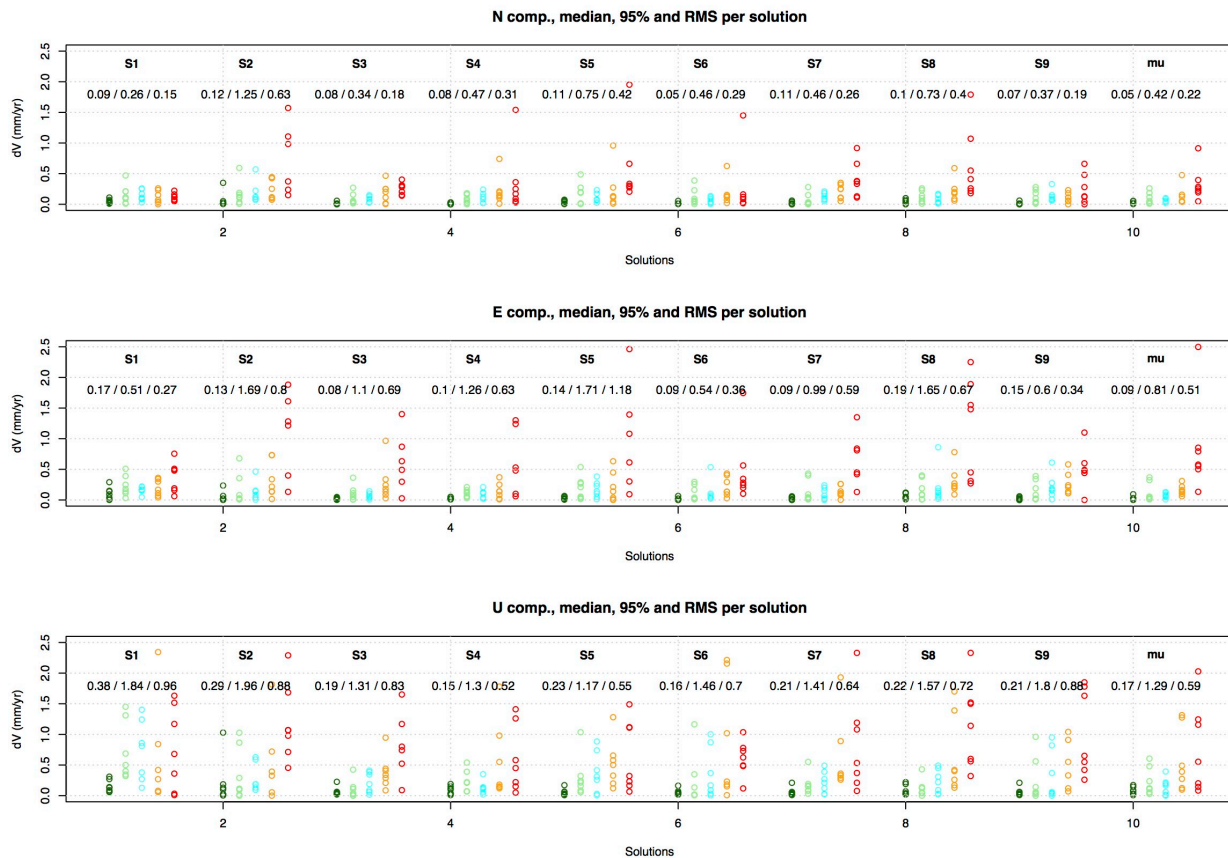 N comp., median, 95% and RMS per solution
2.5
S1 S2 S3 S4 S5 S6 S7 S8 S9 mu
2.0
0.09 / 0.26 / 0.15 0.12 / 1.25 / 0.63 0.08 / 0.34 / 0.18 0.08 / 0.47 / 0.31 0.11 / 0.75 / 0.42 0.05 / 0.46 / 0.29 0.11 / 0.46 / 0.26 0.1 / 0.73 / 0.4 0.07 / 0.37 / 0.19 0.05 / 0.42 / 0.22
1.5
dV (mm/yr)
1.0
0.5
0.0
2 4 6 8 10
Solutions
E comp., median, 95% and RMS per solution
2.5
S1 S2 S3 S4 S5 S6 S7 S8 S9 mu
2.0
0.17 / 0.51 / 0.27 0.13 / 1.69 / 0.8 0.08 / 1.1 / 0.69 0.1 / 1.26 / 0.63 0.14 / 1.71 / 1.18 0.09 / 0.54 / 0.36 0.09 / 0.99 / 0.59 0.19 / 1.65 / 0.67 0.15 / 0.6 / 0.34 0.09 / 0.81 / 0.51
1.5
dV (mm/yr)
1.0
0.5
0.0
2 4 6 8 10
Solutions
U comp., median, 95% and RMS per solution
2.5
S1 S2 S3 S4 S5 S6 S7 S8 S9 mu
2.0
0.38 / 1.84 / 0.96 0.29 / 1.96 / 0.88 0.19 / 1.31 / 0.83 0.15 / 1.3 / 0.52 0.23 / 1.17 / 0.55 0.16 / 1.46 / 0.7 0.21 / 1.41 / 0.64 0.22 / 1.57 / 0.72 0.21 / 1.8 / 0.88 0.17 / 1.29 / 0.59
1.5
dV (mm/yr)
1.0
0.5
0.0
2 4 6 8 10
Solutions